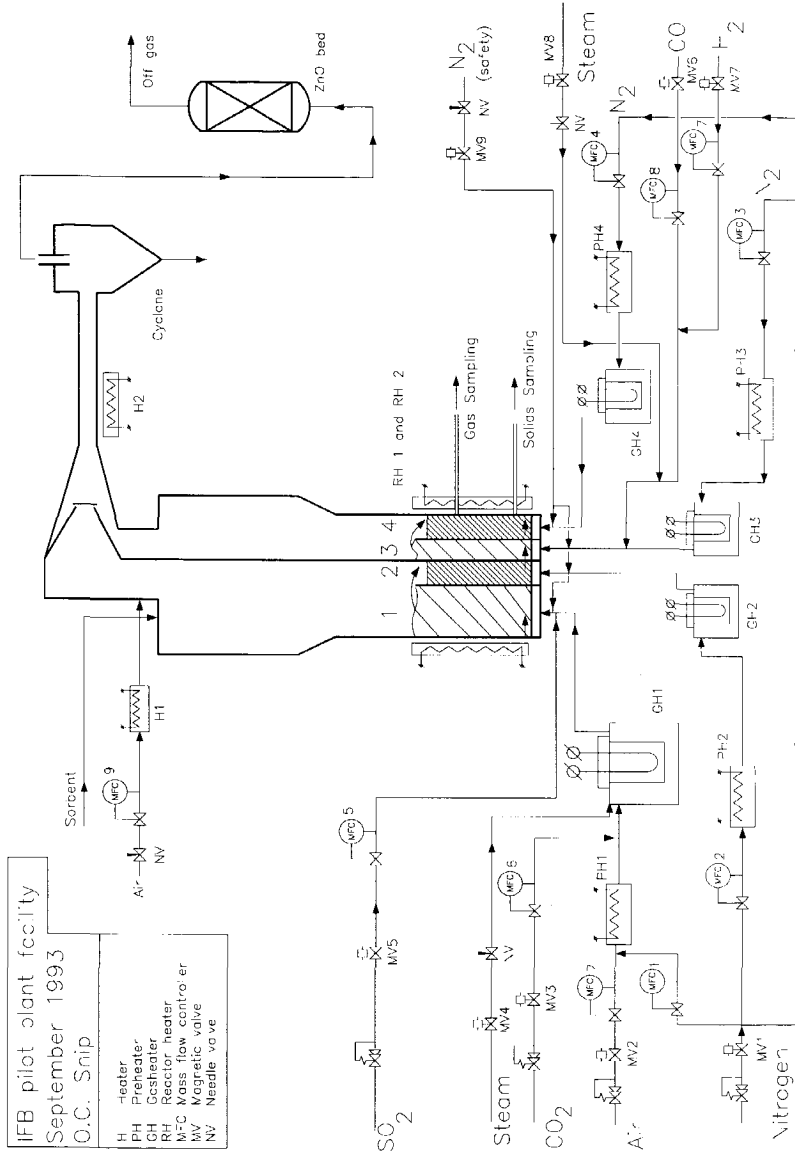 IFB pilot plant facility
September 1993
O.C. Snip
H Heater
PH Preheater
GH Gasheater
RH Reactor heater
MFC Mass flow controller
MV Magnetic valve
NV Needle valve
Sorbent
Air
NV
MFC 9
H1
H2
Cyclane
Off gas
ZnO bed
1
2
3
4
RH 1 and RH 2
Gas Sampling
Solids Sampling
N2
(safety)
NV
MV9
Steam
MV8
NV
N2
MFC 4
PH4
GH4
CO
MV6
MFC 8
H2
MV7
MFC 7
MFC 3
PH3
GH3
GH2
SO2
MV5
MFC 5
Steam
MV4
NV
CO2
MV3
MFC 6
Air
MV2
MFC 7
PH1
GH1
Nitrogen
MV1
MFC 1
MFC 2
PH2